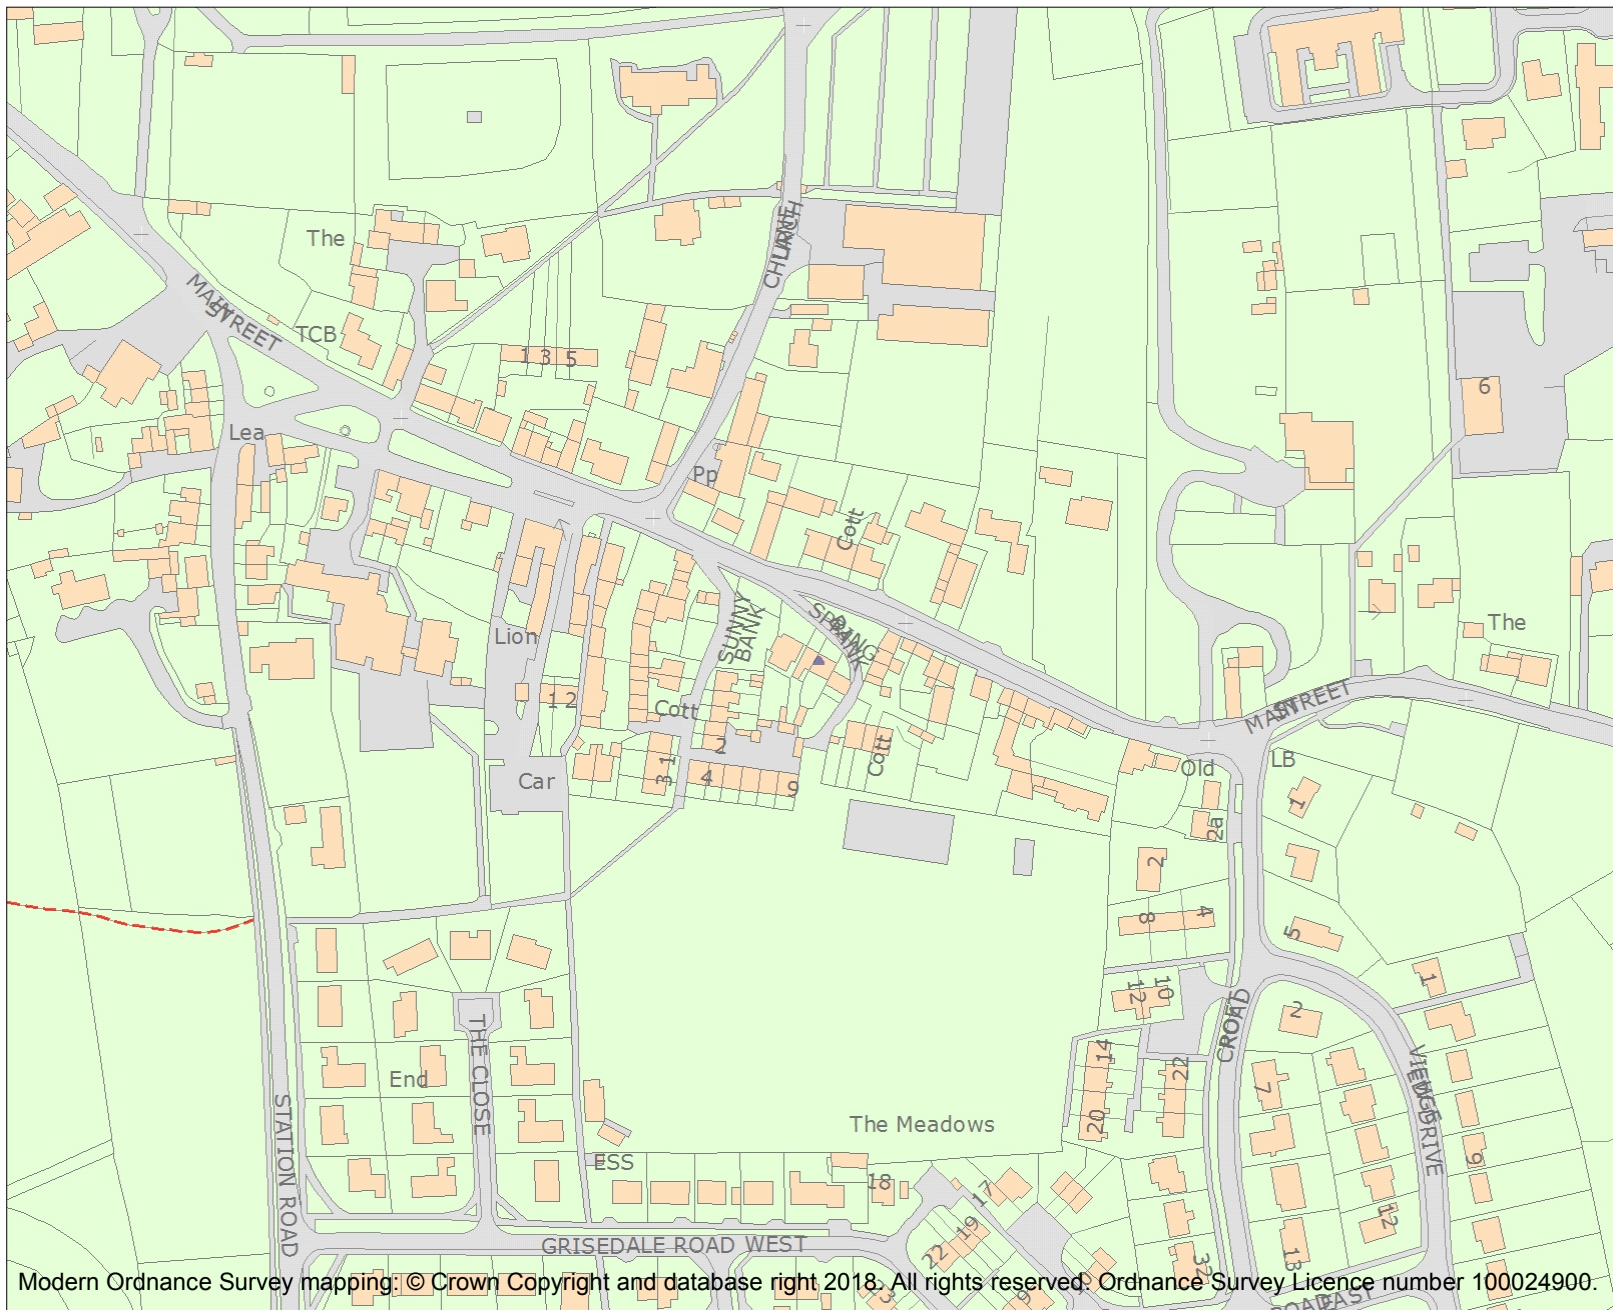 CHURCH
LANE
The
MAIN
STREET
TCB
1 3 5
6
Lea
Pp
Cott
The
Lion
SUNNY
BANK
SPRING
BANK
1 2
Cott
2
MAIN
STREET
Old
LB
Cott
Car
3 1
4
9
1
2a
2
8
4
5
1
12
10
2
CROFT
ROAD
THE CLOSE
End
14
22
7
VIEW
DRIVE
20
The Meadows
STATION ROAD
ESS
18
17
9
12
19
22
GRISEDALE ROAD WEST
32
13
Modern Ordnance Survey mapping: © Crown Copyright and database right 2018. All rights reserved. Ordnance Survey Licence number 100024900.
ROAD
EAST